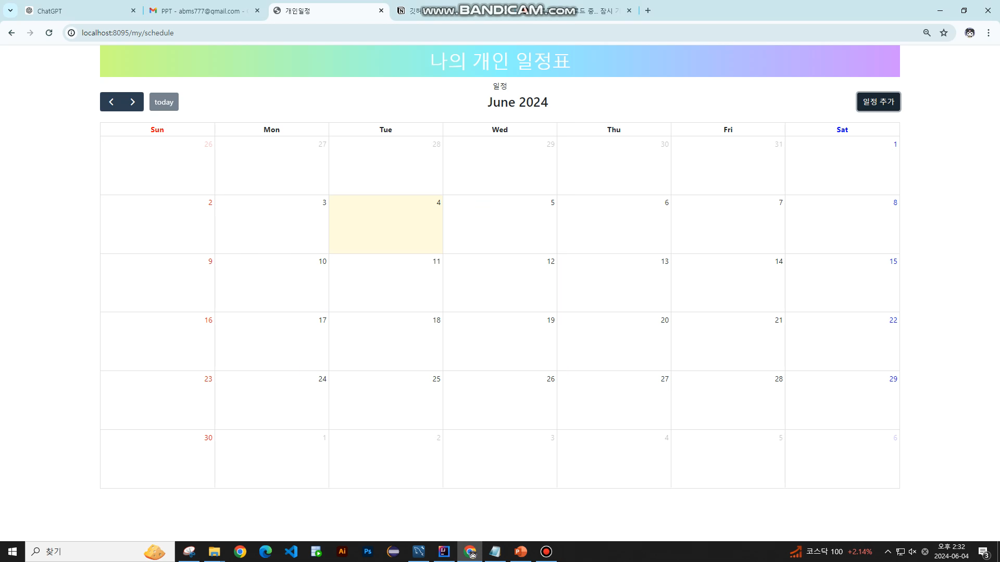 ChatGPT
PPT - abms777@gmail.com -
개인일정
깃허
www.BANDICAM.com
로드 중... 잠시
localhost:8095/my/schedule
나의 개인 일정표
일정
today
June 2024
일정 추가
Sun Mon Tue Wed Thu Fri Sat
26 27 28 29 30 31 1
2 3 4 5 6 7 8
9 10 11 12 13 14 15
16 17 18 19 20 21 22
23 24 25 26 27 28 29
30 1 2 3 4 5 6
찾기
Ai
Ps
IJ
P
코스닥 100 +2.14%
오후 2:32
2024-06-04
3